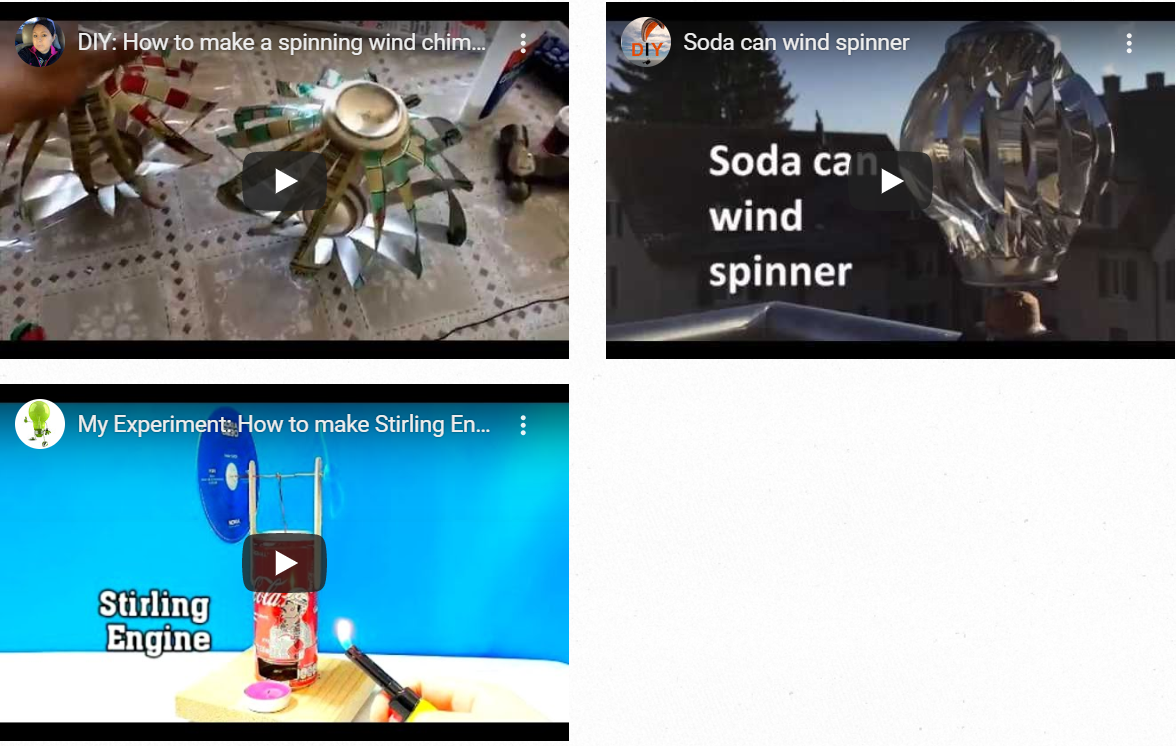 DIY: How to make a spinning wind chim...
DIY
Soda can wind spinner
Soda can
wind
spinner
My Experiment: How to make Stirling En...
Stirling
Engine
Cola